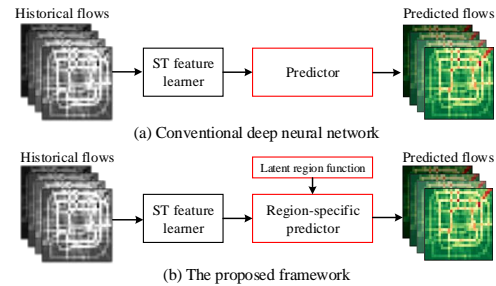 Historical flows
Predicted flows
ST feature
learner
Predictor
(a) Conventional deep neural network
Historical flows
Predicted flows
Latent region function
ST feature
learner
Region-specific
predictor
(b) The proposed framework